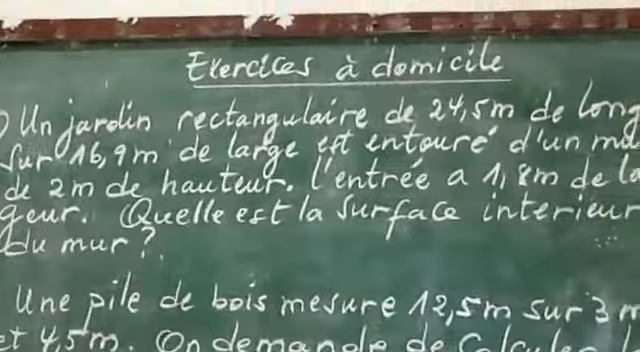 Exercices à domicile
) Un jardin rectangulaire de 24,5m de long
sur 16,9m de large est entouré d'un mu
de 2m de hauteur. L'entrée a 1,8m de la
geur. Quelle est la surface interieur
du mur?
Une pile de bois mesure 12,5m sur 3 m
et 4,5m. On demande de calculer l